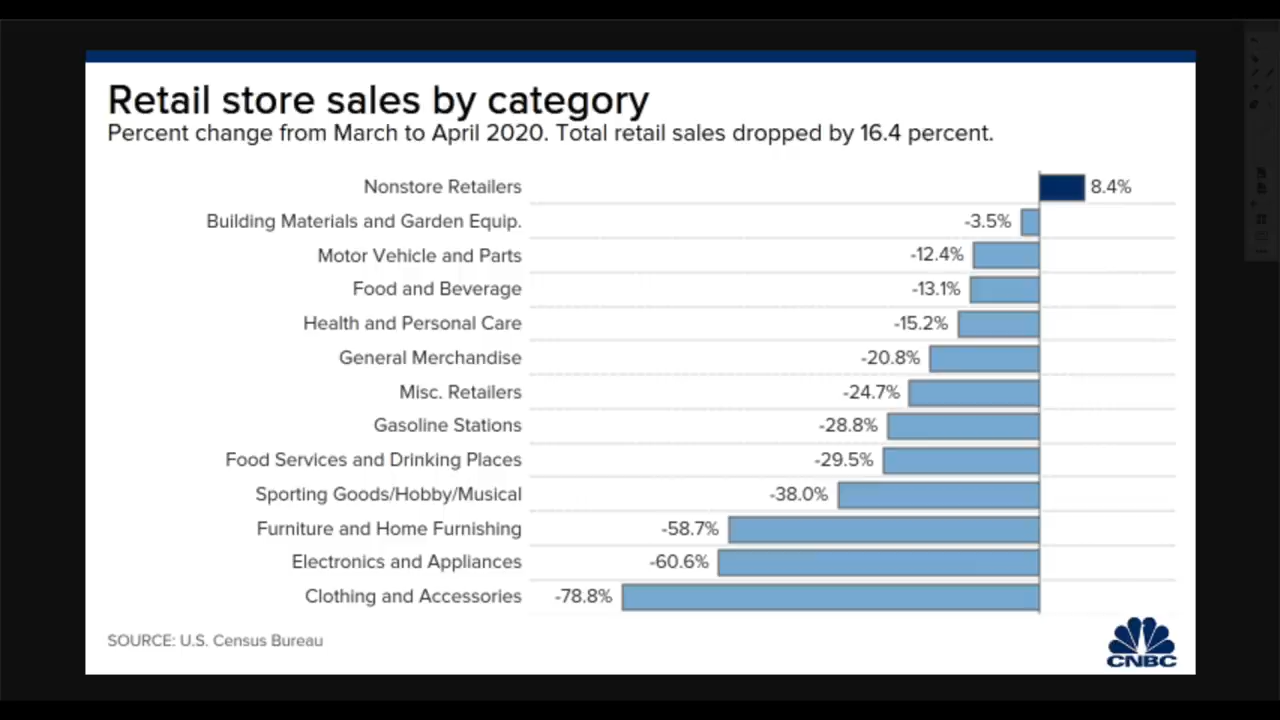 Retail store sales by category
Percent change from March to April 2020. Total retail sales dropped by 16.4 percent.
Nonstore Retailers 8.4%
Building Materials and Garden Equip. -3.5%
Motor Vehicle and Parts -12.4%
Food and Beverage -13.1%
Health and Personal Care -15.2%
General Merchandise -20.8%
Misc. Retailers -24.7%
Gasoline Stations -28.8%
Food Services and Drinking Places -29.5%
Sporting Goods/Hobby/Musical -38.0%
Furniture and Home Furnishing -58.7%
Electronics and Appliances -60.6%
Clothing and Accessories -78.8%
SOURCE: U.S. Census Bureau
CNBC